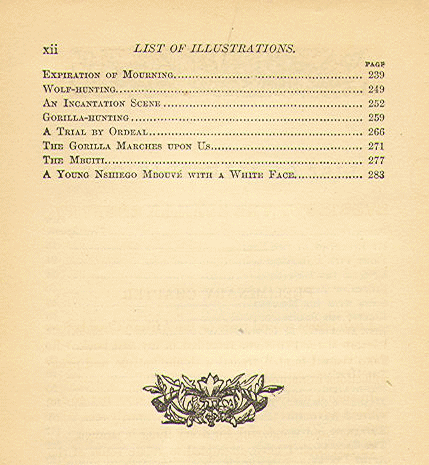 xii LIST OF ILLUSTRATIONS.
PAGE
Expiration of Mourning 239
Wolf-hunting 249
An Incantation Scene 252
Gorilla-hunting 259
A Trial by Ordeal 266
The Gorilla Marches upon Us 271
The Mbuiti 277
A Young Nshiego Mbouvé with a White Face 283